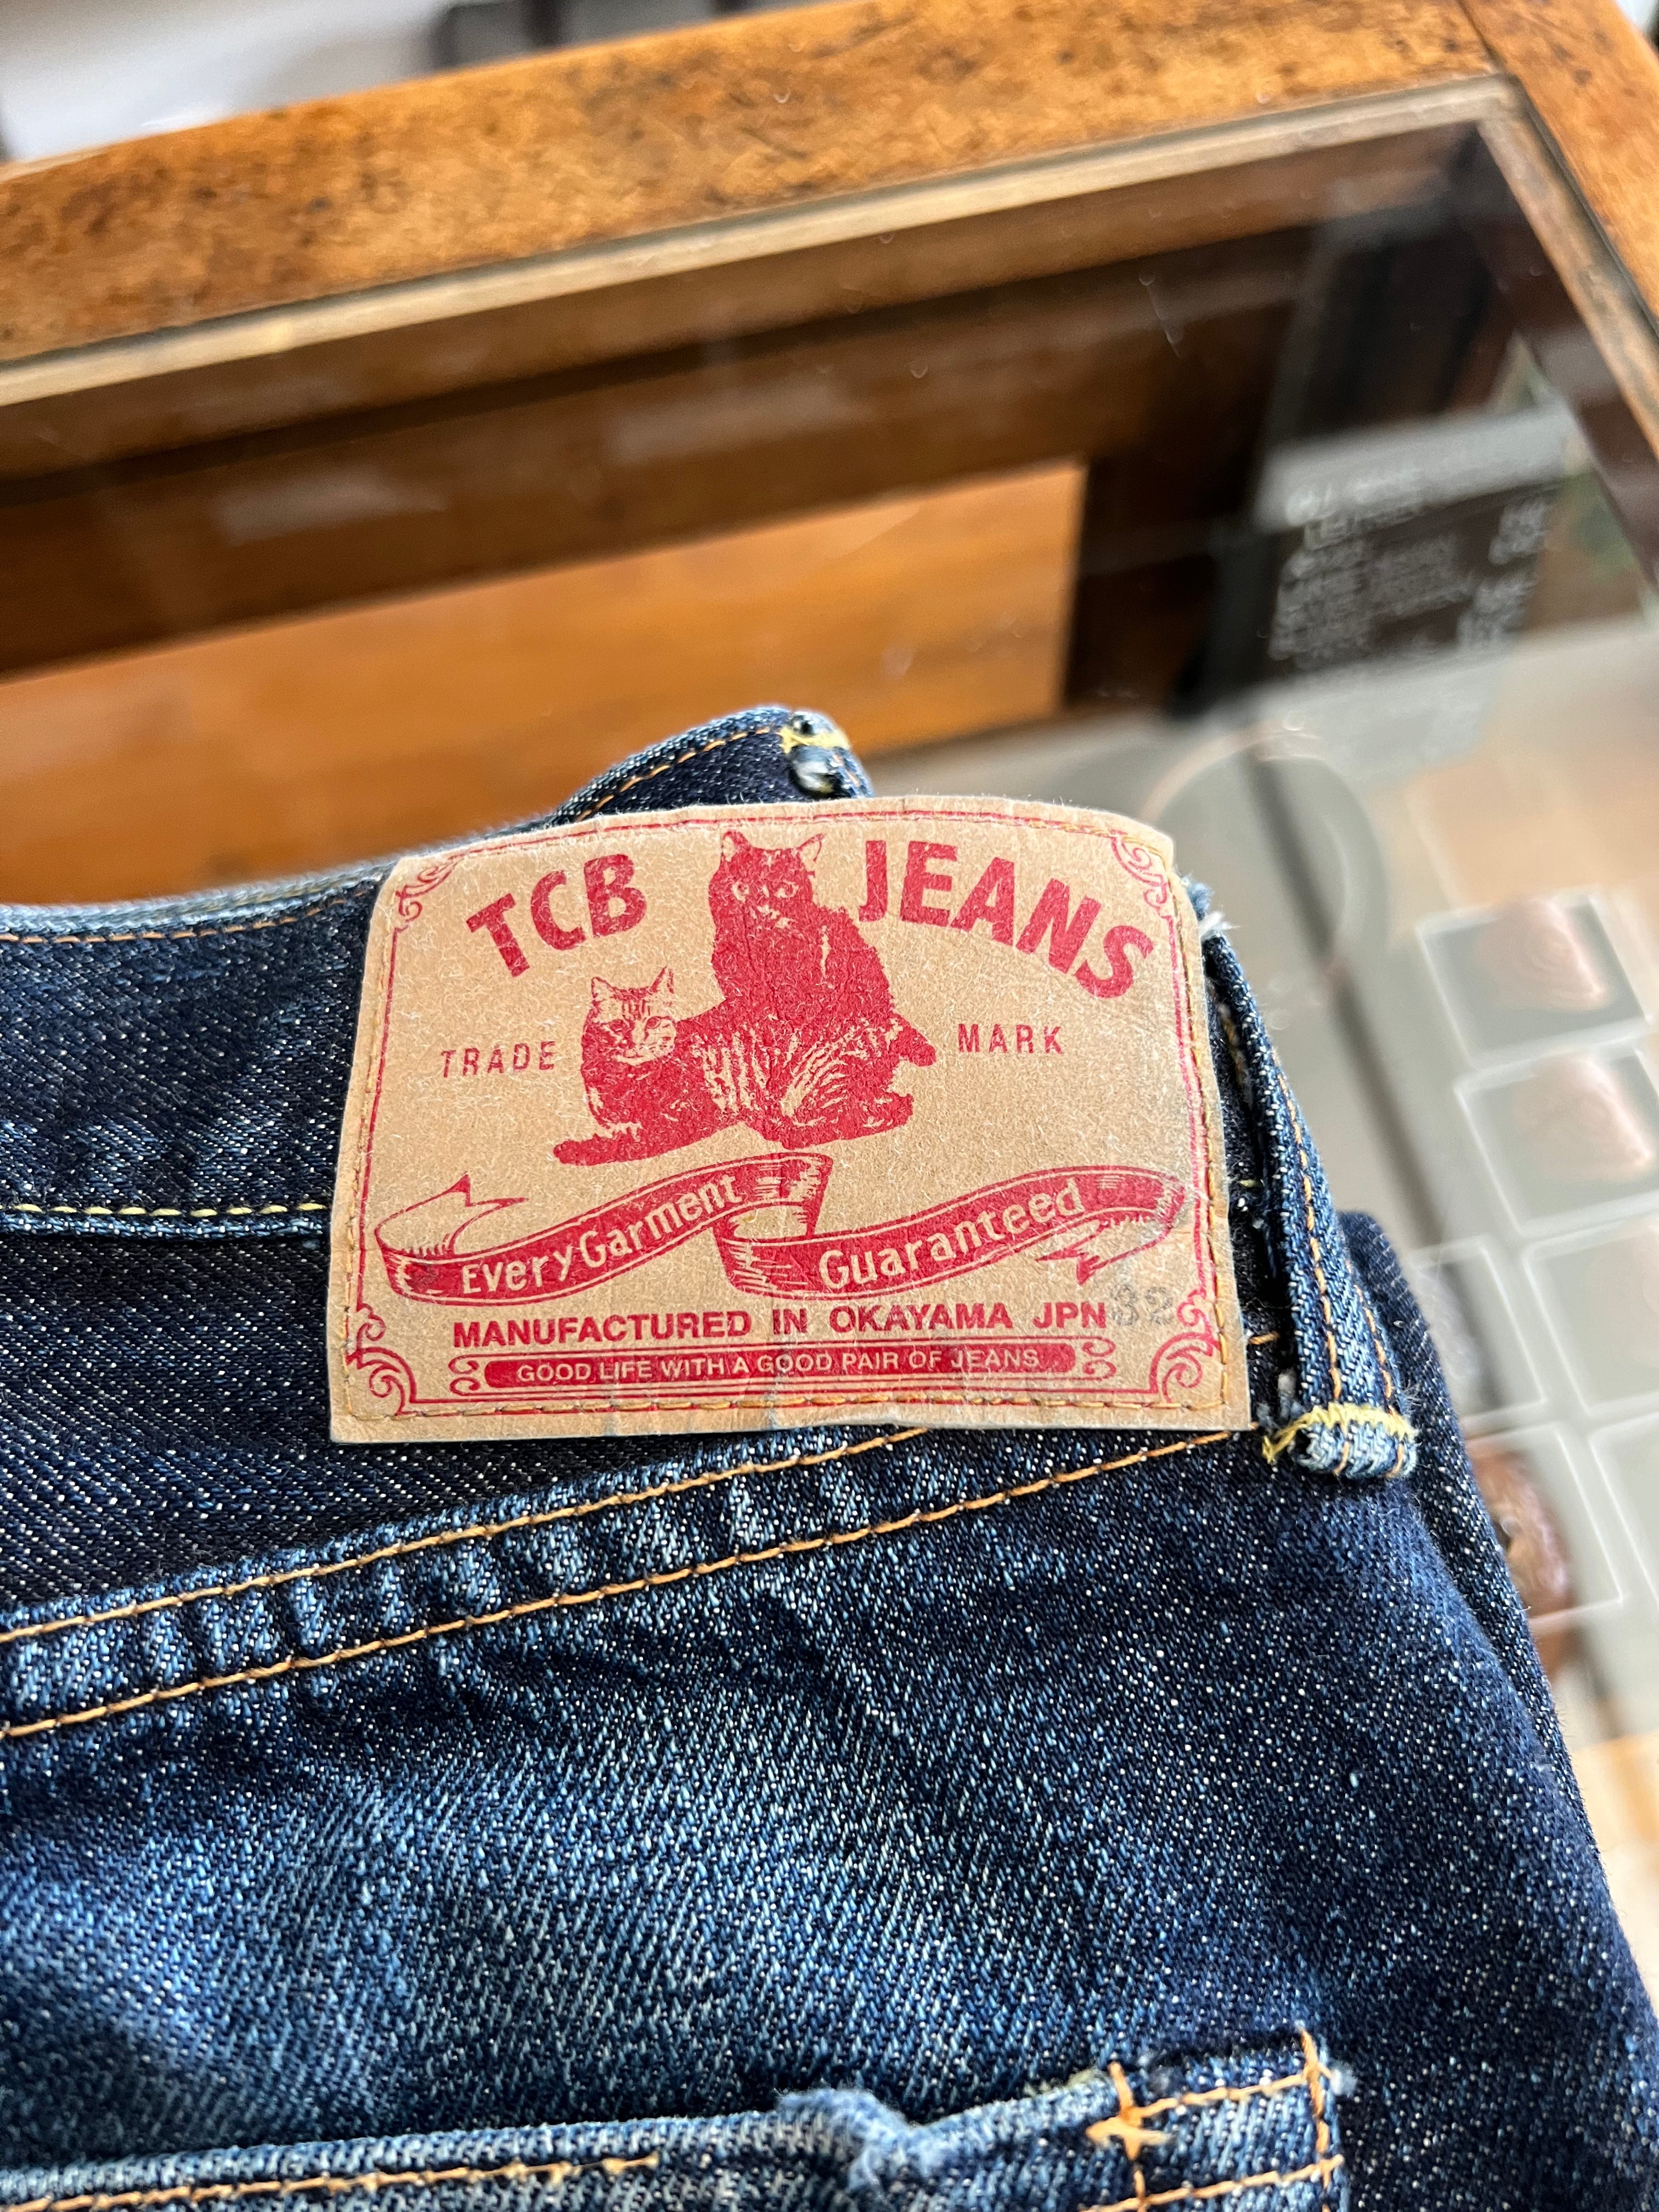 TCB JEANS
TRADE MARK
Every Garment Guaranteed
MANUFACTURED IN OKAYAMA JPN 32
GOOD LIFE WITH A GOOD PAIR OF JEANS